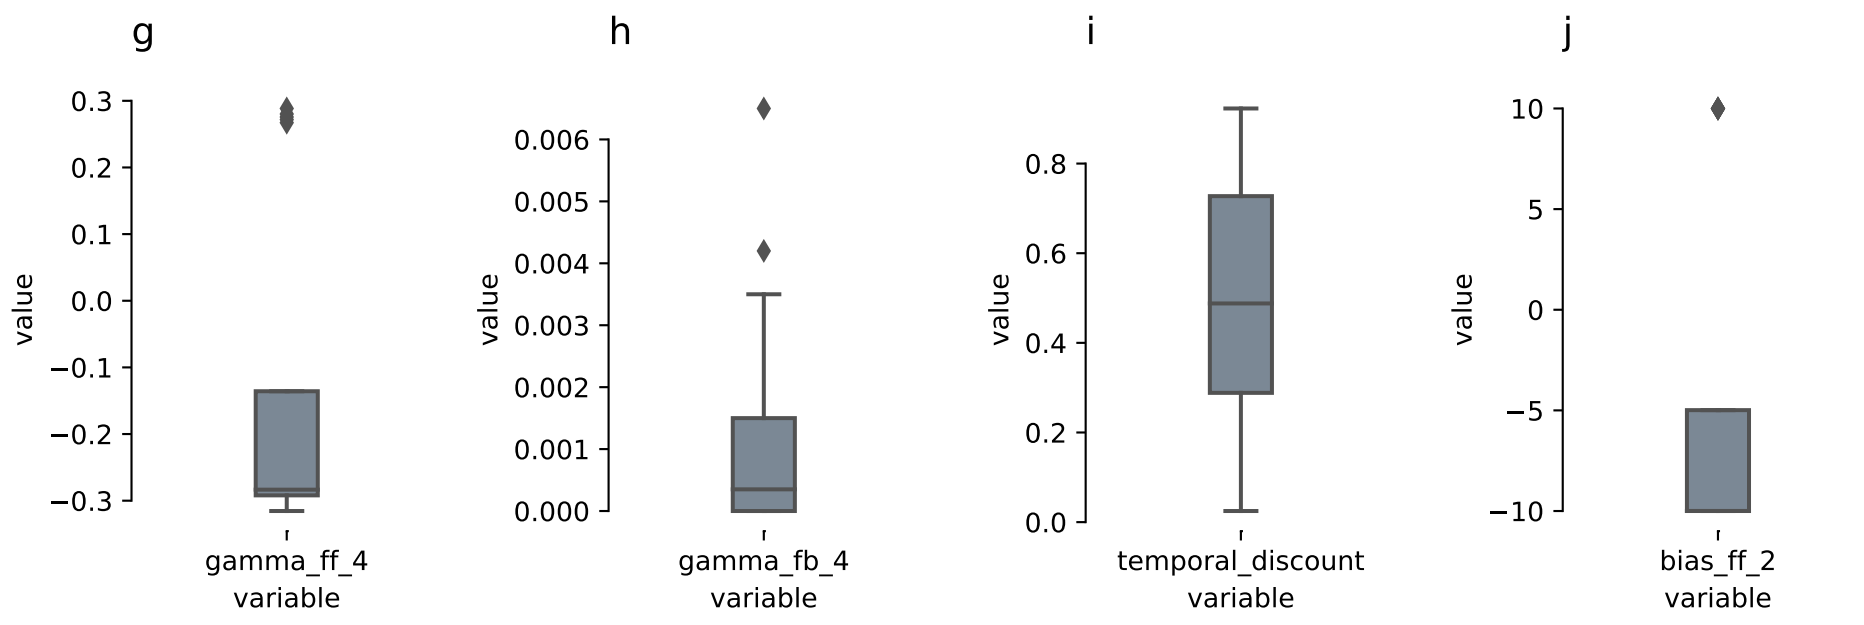 g
0.3
0.2
0.1
0.0
−0.1
−0.2
−0.3
value
gamma_ff_4
variable
h
0.006
0.005
0.004
0.003
0.002
0.001
0.000
value
gamma_fb_4
variable
i
0.8
0.6
0.4
0.2
0.0
value
temporal_discount
variable
j
10
5
0
−5
−10
value
bias_ff_2
variable